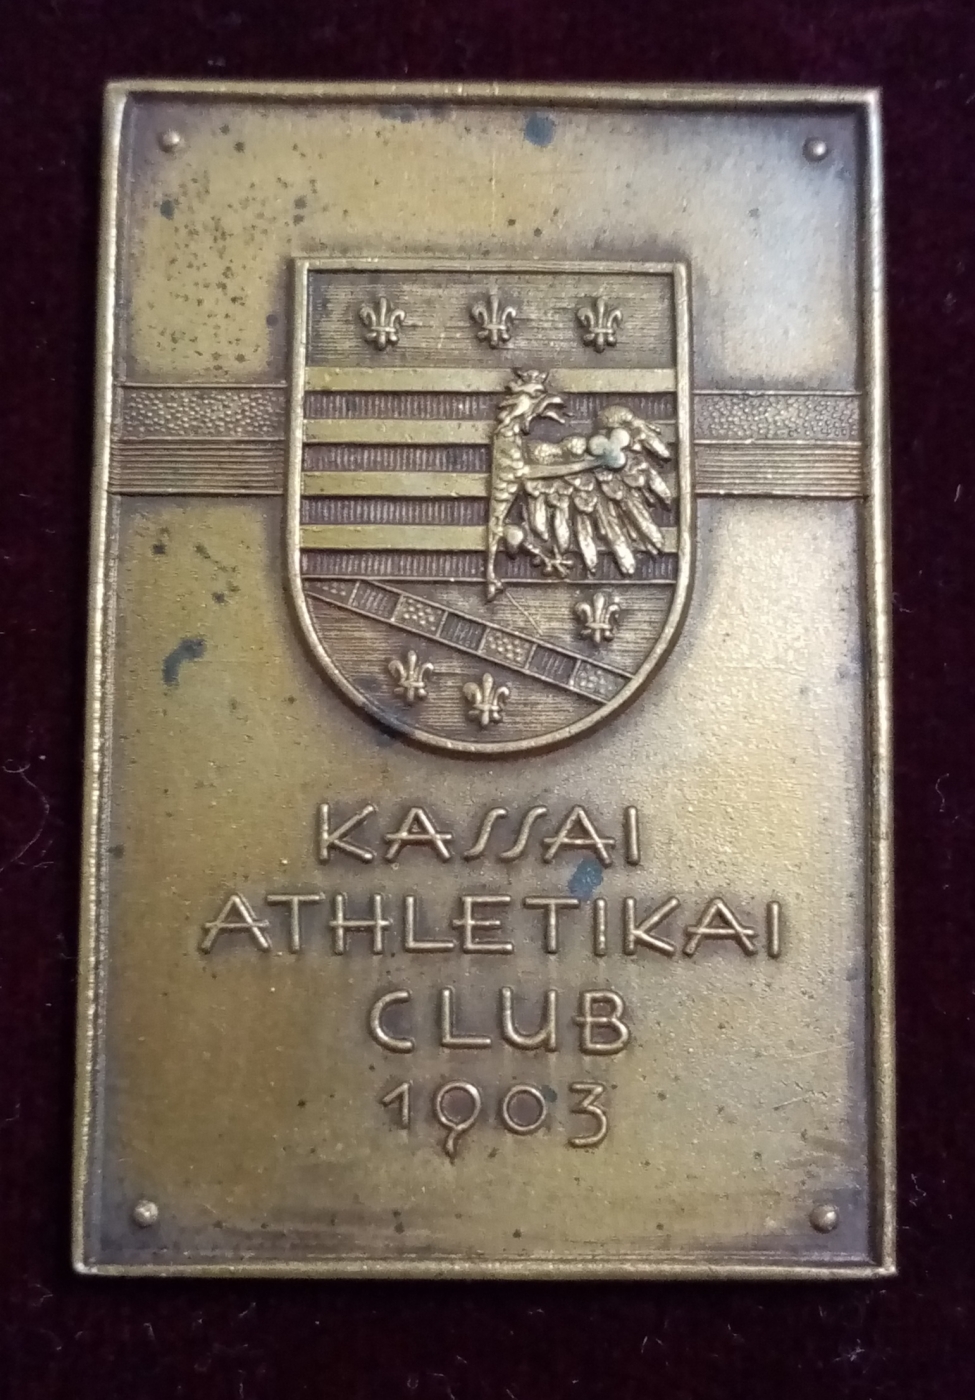 KASSAI
ATHLETIKAI
CLUB
1903